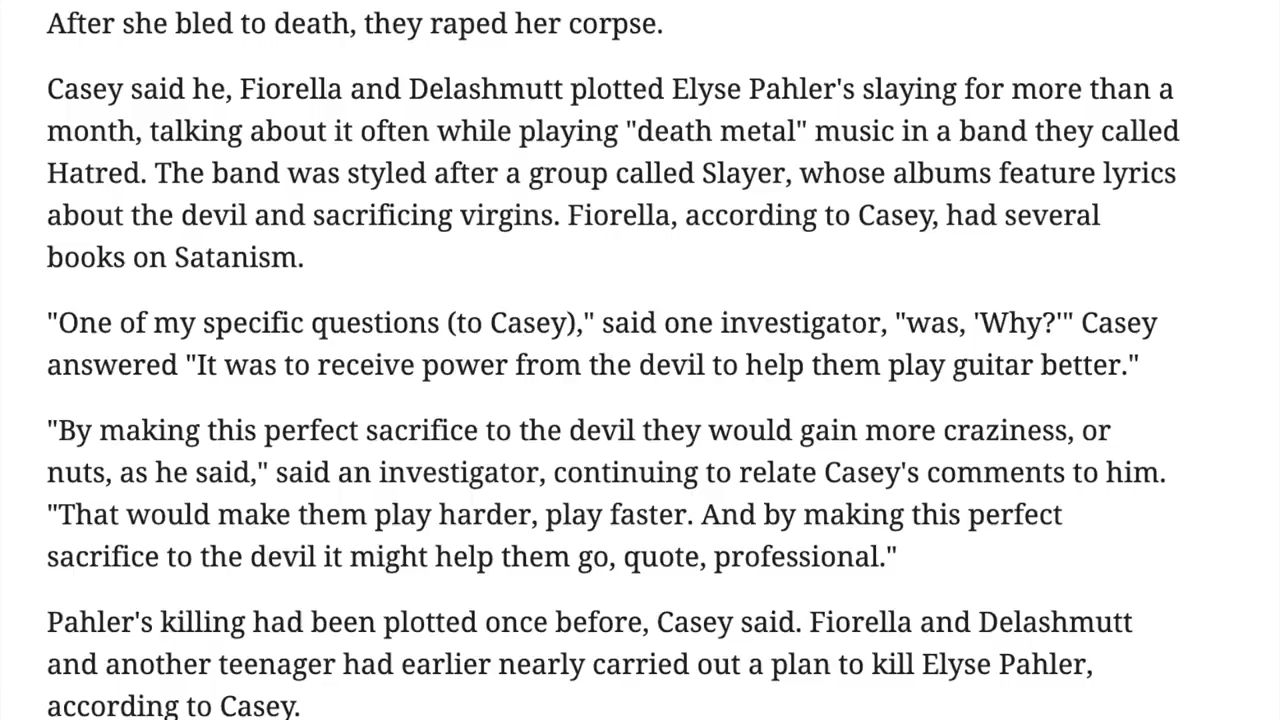 After she bled to death, they raped her corpse.
Casey said he, Fiorella and Delashmutt plotted Elyse Pahler's slaying for more than a
month, talking about it often while playing "death metal" music in a band they called
Hatred. The band was styled after a group called Slayer, whose albums feature lyrics
about the devil and sacrificing virgins. Fiorella, according to Casey, had several
books on Satanism.
"One of my specific questions (to Casey)," said one investigator, "was, 'Why?'" Casey
answered "It was to receive power from the devil to help them play guitar better."
"By making this perfect sacrifice to the devil they would gain more craziness, or
nuts, as he said," said an investigator, continuing to relate Casey's comments to him.
"That would make them play harder, play faster. And by making this perfect
sacrifice to the devil it might help them go, quote, professional."
Pahler's killing had been plotted once before, Casey said. Fiorella and Delashmutt
and another teenager had earlier nearly carried out a plan to kill Elyse Pahler,
according to Casey.